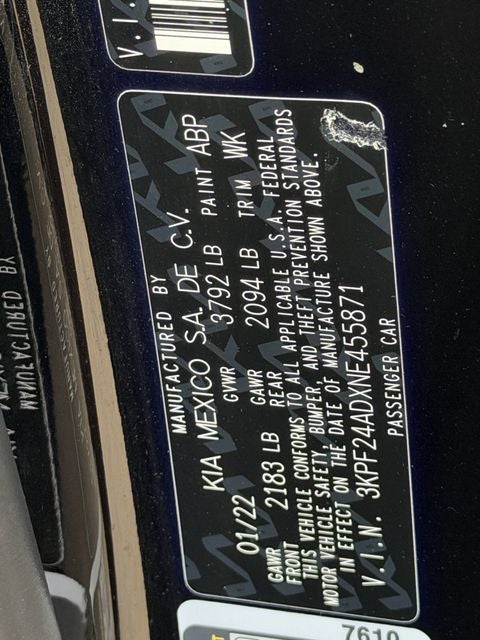 V.I.
MANUFACTURED BY
KIA MEXICO S.A. DE C.V.
01/22 GVWR 3792 LB PAINT ABP
GAWR FRONT 2183 LB GAWR REAR 2094 LB TRIM WK
THIS VEHICLE CONFORMS TO ALL APPLICABLE U.S.A. FEDERAL
MOTOR VEHICLE SAFETY, BUMPER, AND THEFT PREVENTION STANDARDS
IN EFFECT ON THE DATE OF MANUFACTURE SHOWN ABOVE.
V.I.N. 3KPF24ADXNE455871
PASSENGER CAR
7610
MANUFACTURED BY